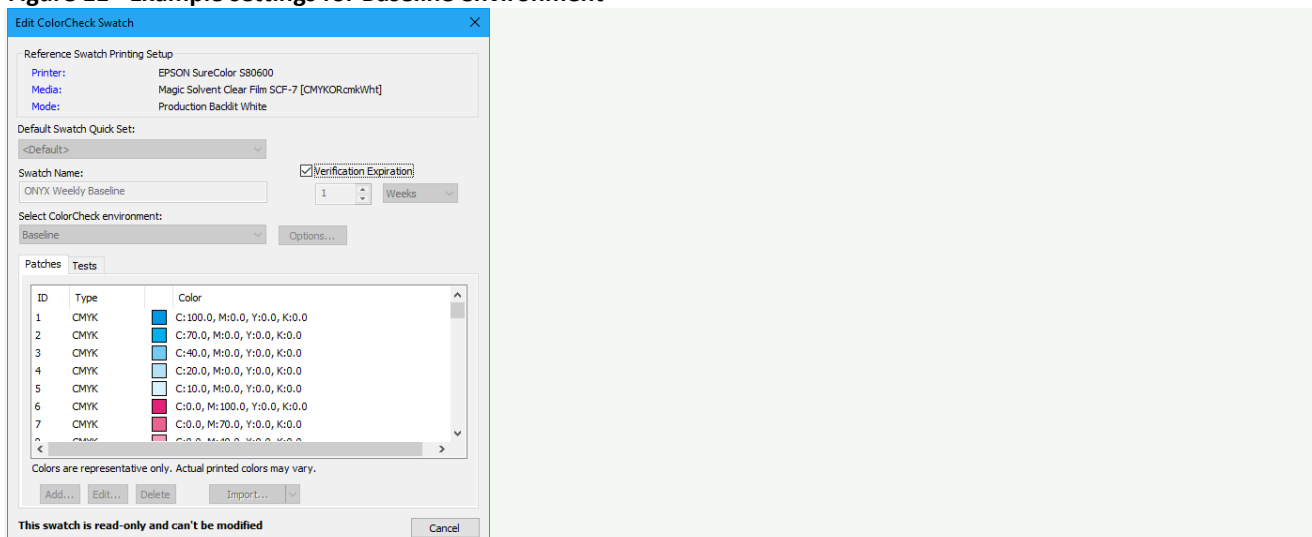 Figure 22 - Example settings for Baseline environment
Edit ColorCheck Swatch
Reference Swatch Printing Setup
Printer: EPSON SureColor S80600
Media: Magic Solvent Clear Film SCF-7 [CMYKORcmkWht]
Mode: Production Backlit White
Default Swatch Quick Set:
<Default>
Swatch Name: Verification Expiration
ONYX Weekly Baseline 1 Weeks
Select ColorCheck environment:
Baseline Options...
Patches Tests
ID Type Color
1 CMYK C:100.0, M:0.0, Y:0.0, K:0.0
2 CMYK C:70.0, M:0.0, Y:0.0, K:0.0
3 CMYK C:40.0, M:0.0, Y:0.0, K:0.0
4 CMYK C:20.0, M:0.0, Y:0.0, K:0.0
5 CMYK C:10.0, M:0.0, Y:0.0, K:0.0
6 CMYK C:0.0, M:100.0, Y:0.0, K:0.0
7 CMYK C:0.0, M:70.0, Y:0.0, K:0.0
Colors are representative only. Actual printed colors may vary.
Add... Edit... Delete Import...
This swatch is read-only and can't be modified Cancel